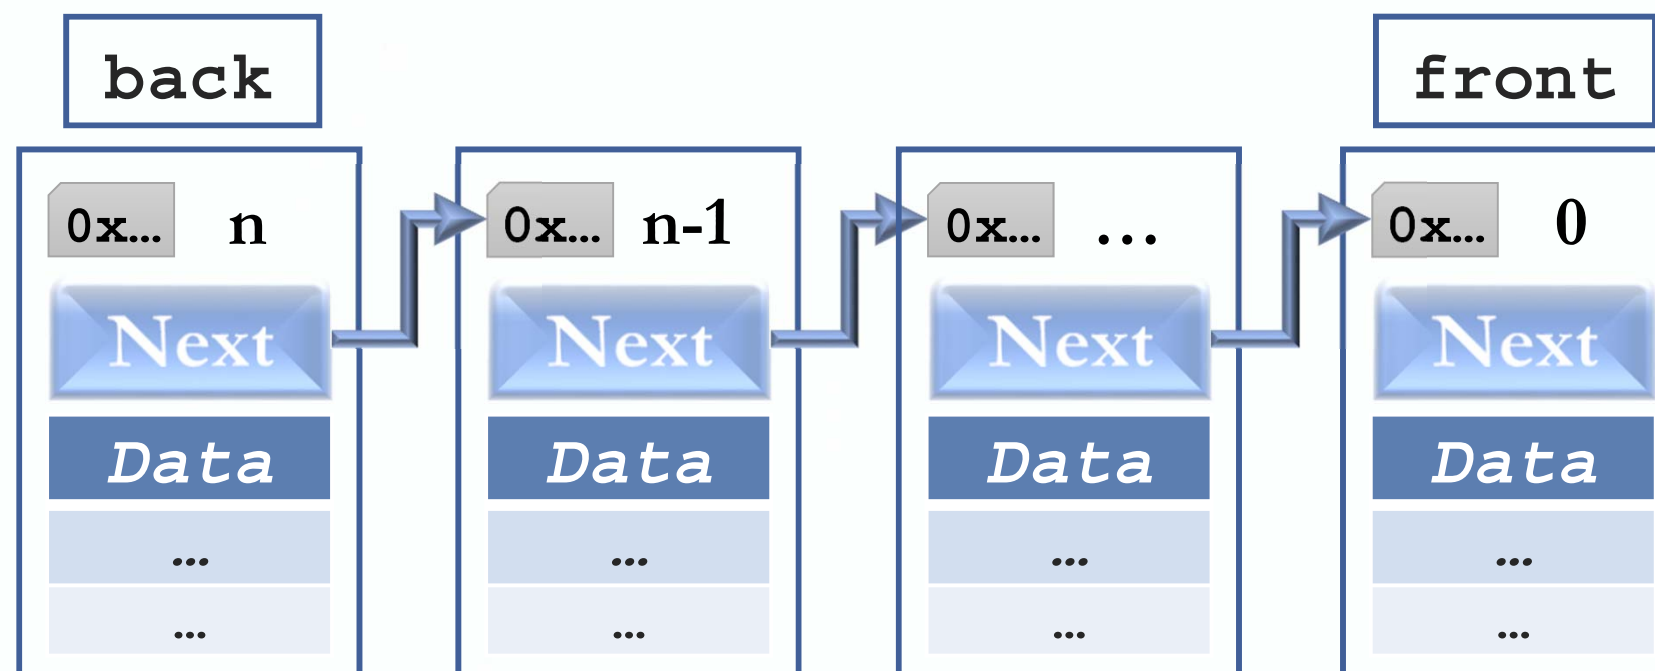 back
front
0x... n
0x... n-1
0x... ...
0x... 0
Next
Next
Next
Next
Data
Data
Data
Data
...
...
...
...
...
...
...
...